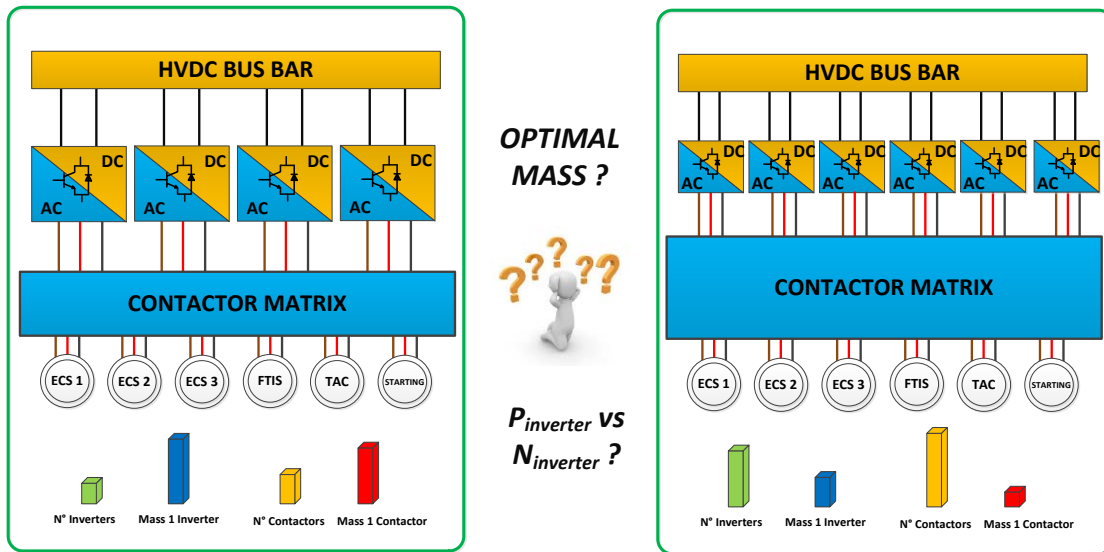 HVDC BUS BAR
DC
AC
DC
AC
DC
AC
DC
AC
CONTACTOR MATRIX
ECS 1
ECS 2
ECS 3
FTIS
TAC
STARTING
N° Inverters
Mass 1 Inverter
N° Contactors
Mass 1 Contactor
OPTIMAL
MASS ?
? ? ? ? ?
Pinverter vs
Ninverter ?
HVDC BUS BAR
DC
AC
DC
AC
DC
AC
DC
AC
DC
AC
DC
AC
CONTACTOR MATRIX
ECS 1
ECS 2
ECS 3
FTIS
TAC
STARTING
N° Inverters
Mass 1 Inverter
N° Contactors
Mass 1 Contactor